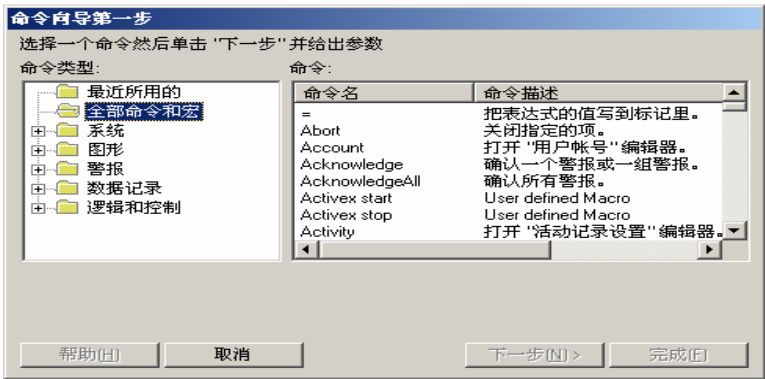 命令向导第一步
选择一个命令然后单击 "下一步"并给出参数
命令类型:
命令:
最近所用的
全部命令和宏
系统
图形
警报
数据记录
逻辑和控制
命令名 命令描述
= 把表达式的值写到标记里。
Abort 关闭指定的项。
Account 打开 "用户帐号"编辑器。
Acknowledge 确认一个警报或一组警报。
AcknowledgeAll 确认所有警报。
Activex start User defined Macro
Activex stop User defined Macro
Activity 打开 "活动记录设置"编辑器。
帮助(H) 取消 下一步(N) > 完成(F)